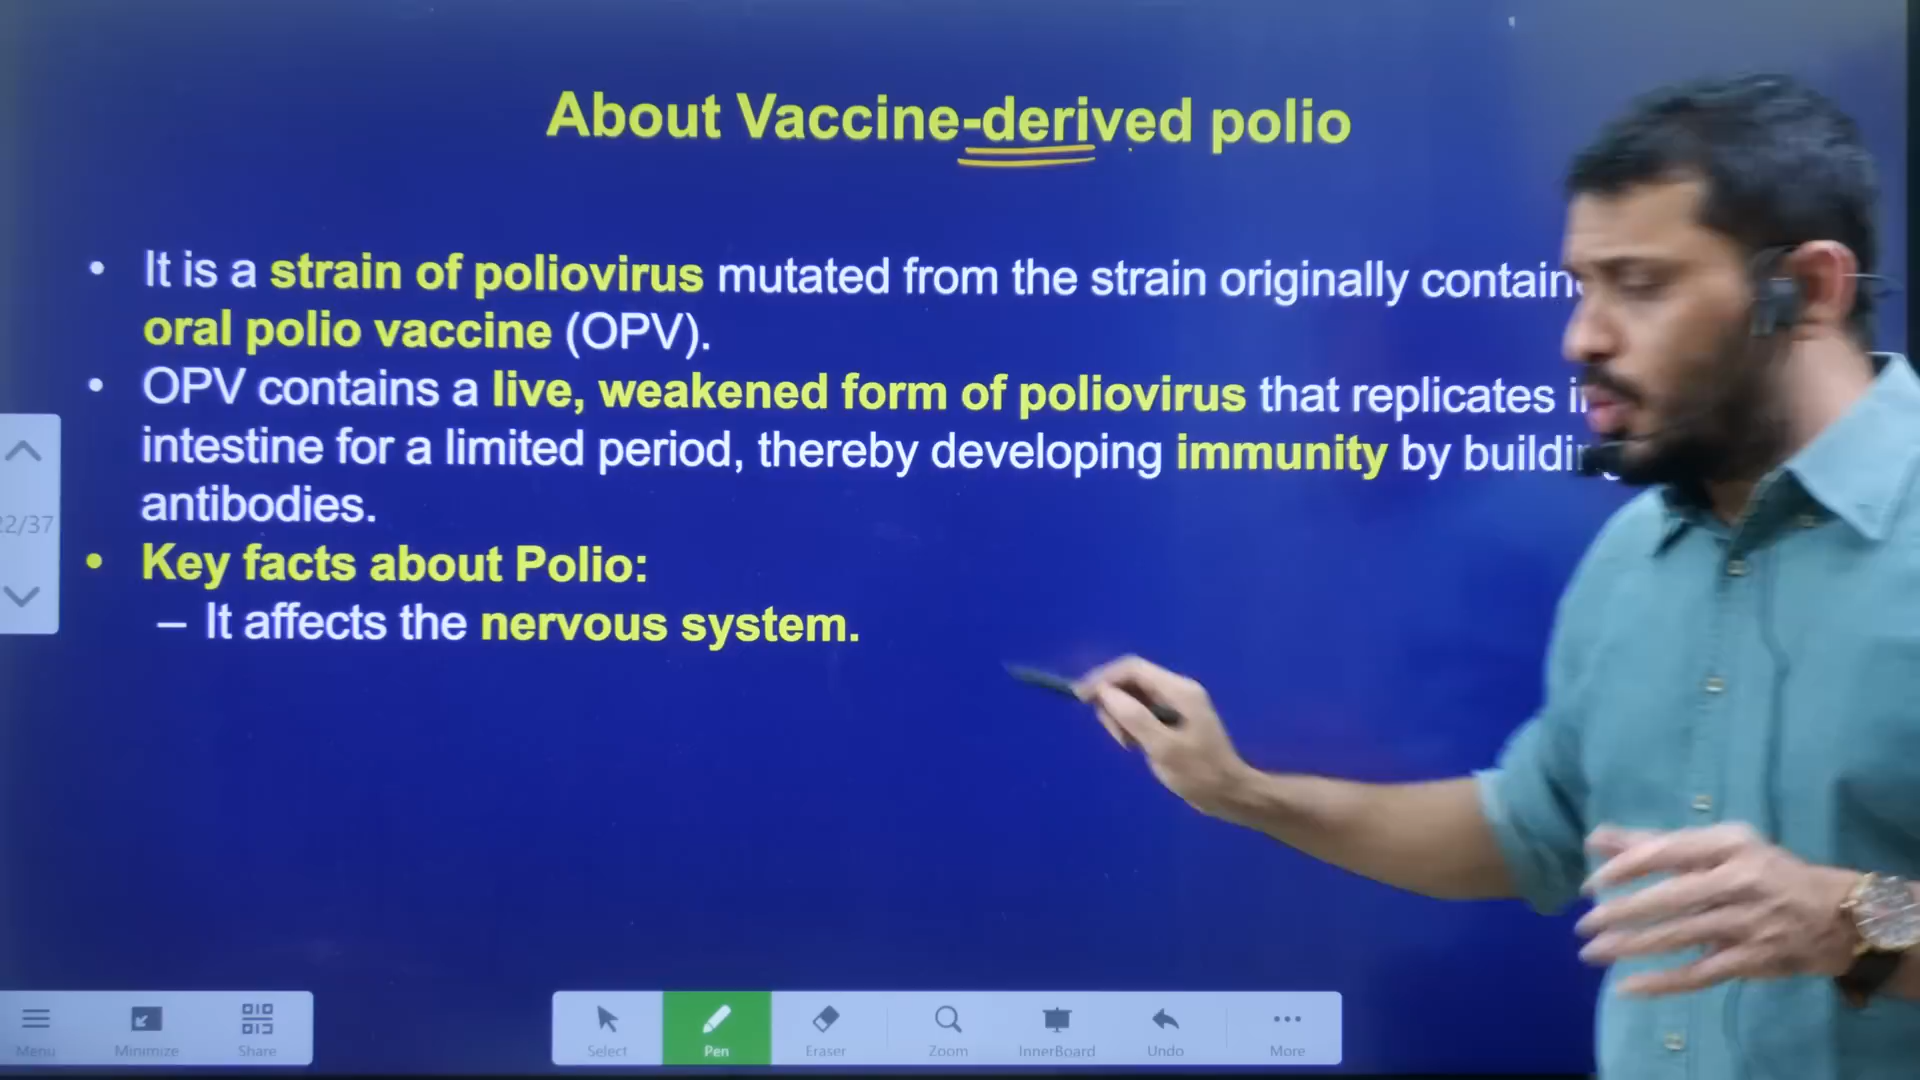 About Vaccine-derived polio
• It is a strain of poliovirus mutated from the strain originally
oral polio vaccine (OPV).
• OPV contains a live, weakened form of poliovirus that replicates
intestine for a limited period, thereby developing immunity by
antibodies.
• Key facts about Polio:
– It affects the nervous system.
22/37
Menu Minimize Share Select Pen Eraser Zoom InnerBoard Undo More